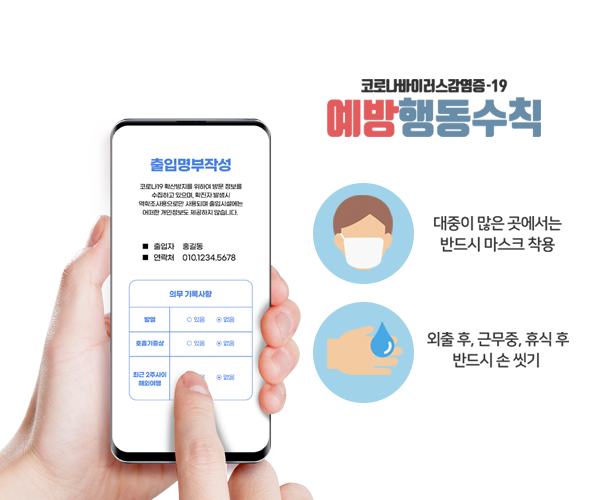 코로나바이러스감염증-19
예방행동수칙
출입명부작성
코로나19 확산방지를 위하여 방문 정보를
수집하고 있으며, 확진자 발생시
역학조사용으로만 사용되며 출입시설에는
어떠한 개인정보도 제공하지 않습니다.
■ 출입자 홍길동
■ 연락처 010.1234.5678
의무 기록사항
발열 ○ 있음 ⊙ 없음
호흡기증상 ○ 있음 ⊙ 없음
최근 2주사이
해외여행 ⊙ 없음
대중이 많은 곳에서는
반드시 마스크 착용
외출 후, 근무중, 휴식 후
반드시 손 씻기